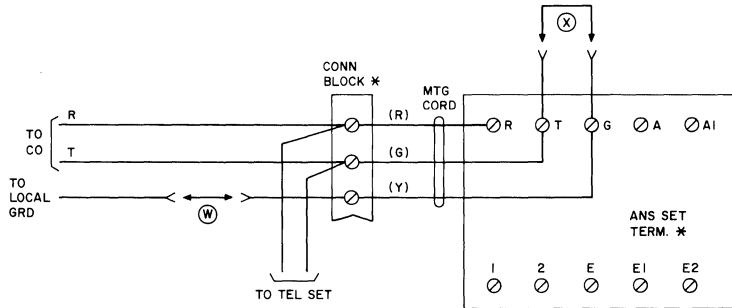 X
CONN
BLOCK *
MTG
CORD
R
(R)
R
T
G
A
A1
TO
CO
T
(G)
TO
LOCAL
GRD
(Y)
W
ANS SET
TERM. *
1
2
E
E1
E2
TO TEL SET